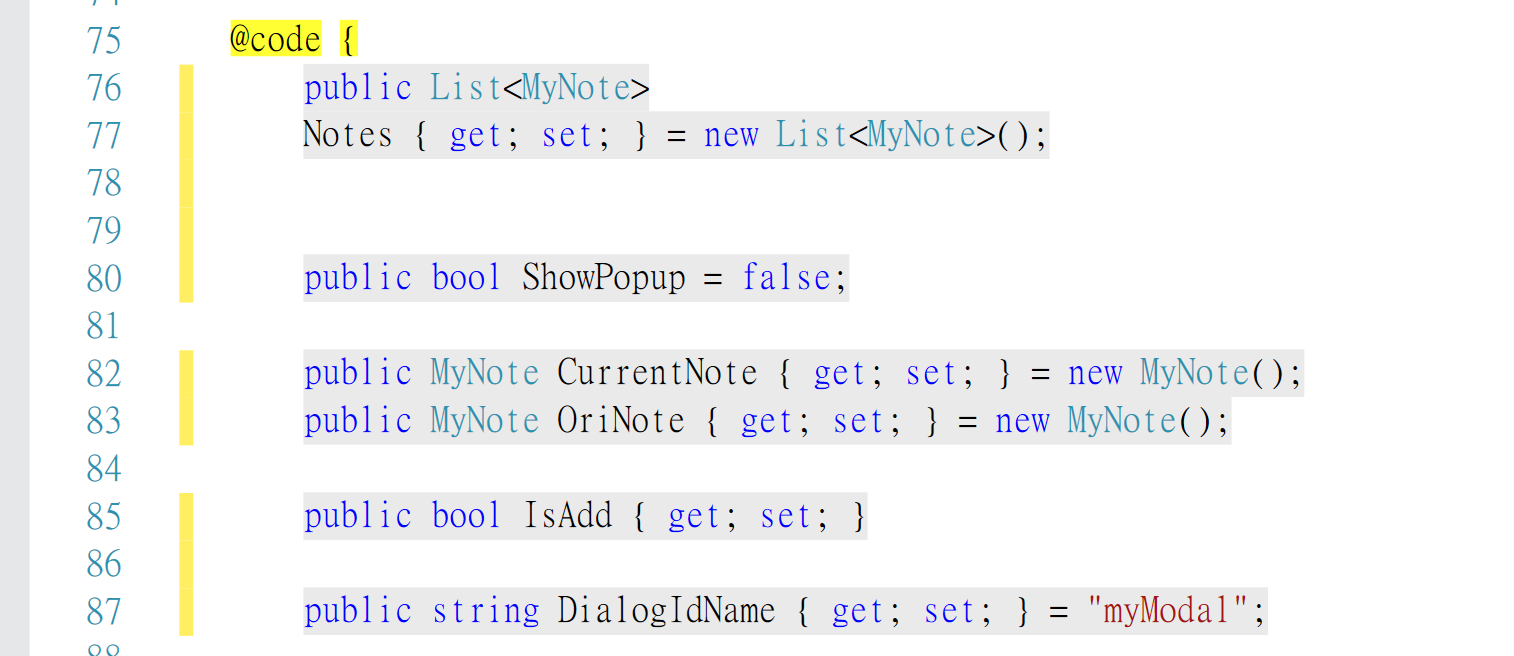 75 @code {
76 public List<MyNote>
77 Notes { get; set; } = new List<MyNote>();
78
79
80 public bool ShowPopup = false;
81
82 public MyNote CurrentNote { get; set; } = new MyNote();
83 public MyNote OriNote { get; set; } = new MyNote();
84
85 public bool IsAdd { get; set; }
86
87 public string DialogIdName { get; set; } = "myModal";